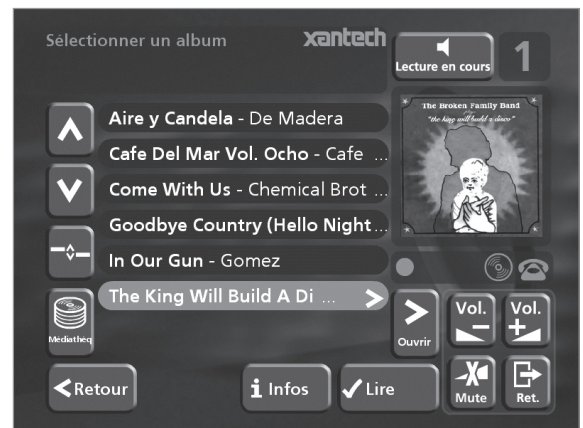 Sélectionner un album
xantech
Lecture en cours
1
Aire y Candela - De Madera
Cafe Del Mar Vol. Ocho - Cafe ...
Come With Us - Chemical Brot ...
Goodbye Country (Hello Night...
In Our Gun - Gomez
The King Will Build A Di ...
The Broken Family Band
"the king will build a disco"
Médiathèq
Ouvrir
Vol.
Vol.
Retour
Infos
Lire
Mute
Ret.